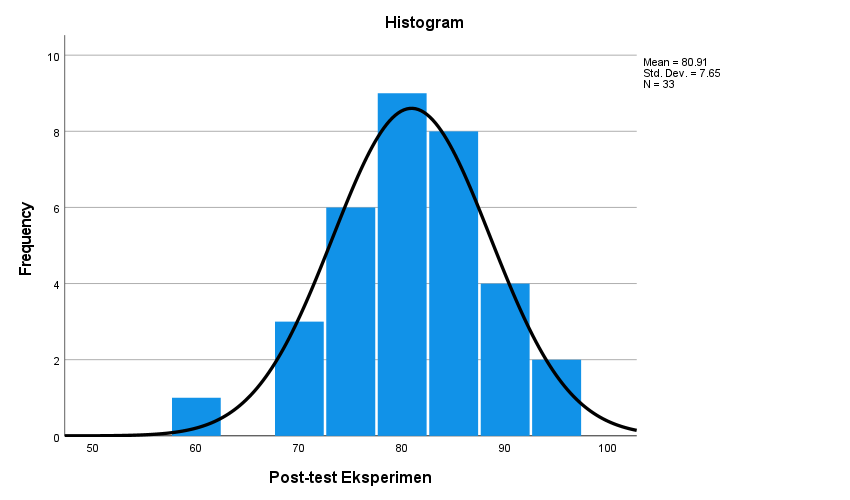 Histogram
10
8
6
4
2
0
Frequency
50 60 70 80 90 100
Post-test Eksperimen
Mean = 80.91
Std. Dev. = 7.65
N = 33